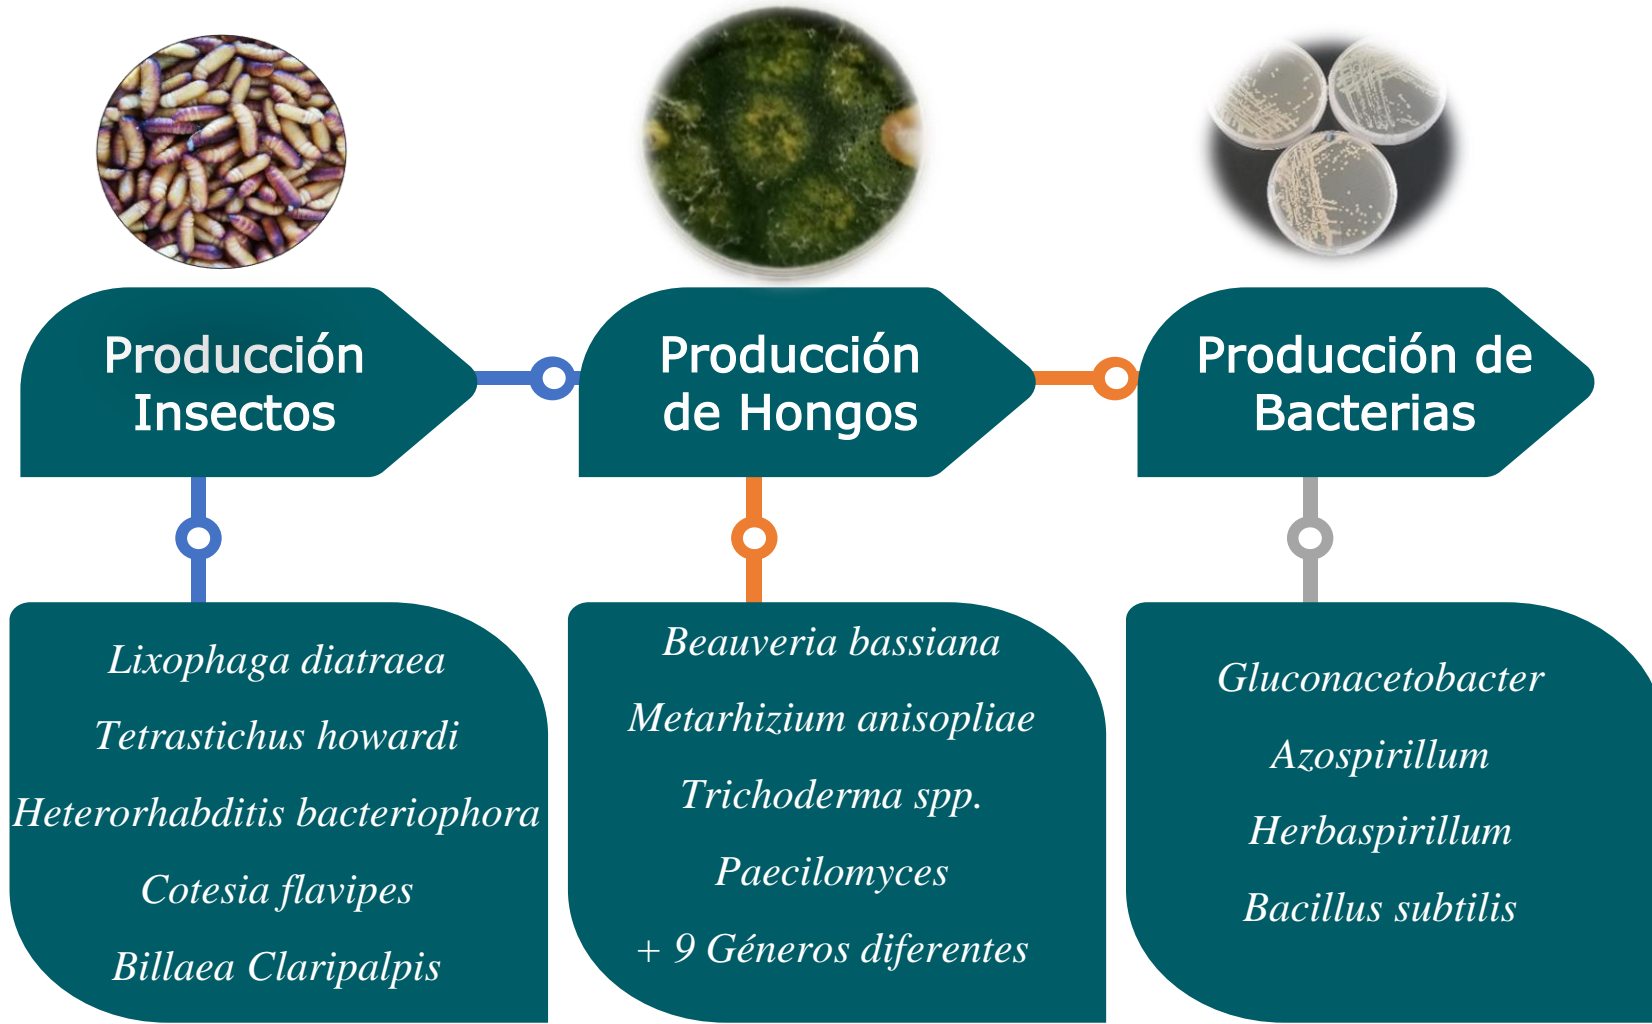 Producción
Insectos
Producción
de Hongos
Producción de
Bacterias
Lixophaga diatraea
Tetrastichus howardi
Heterorhabditis bacteriophora
Cotesia flavipes
Billaea Claripalpis
Beauveria bassiana
Metarhizium anisopliae
Trichoderma spp.
Paecilomyces
+ 9 Géneros diferentes
Gluconacetobacter
Azospirillum
Herbaspirillum
Bacillus subtilis